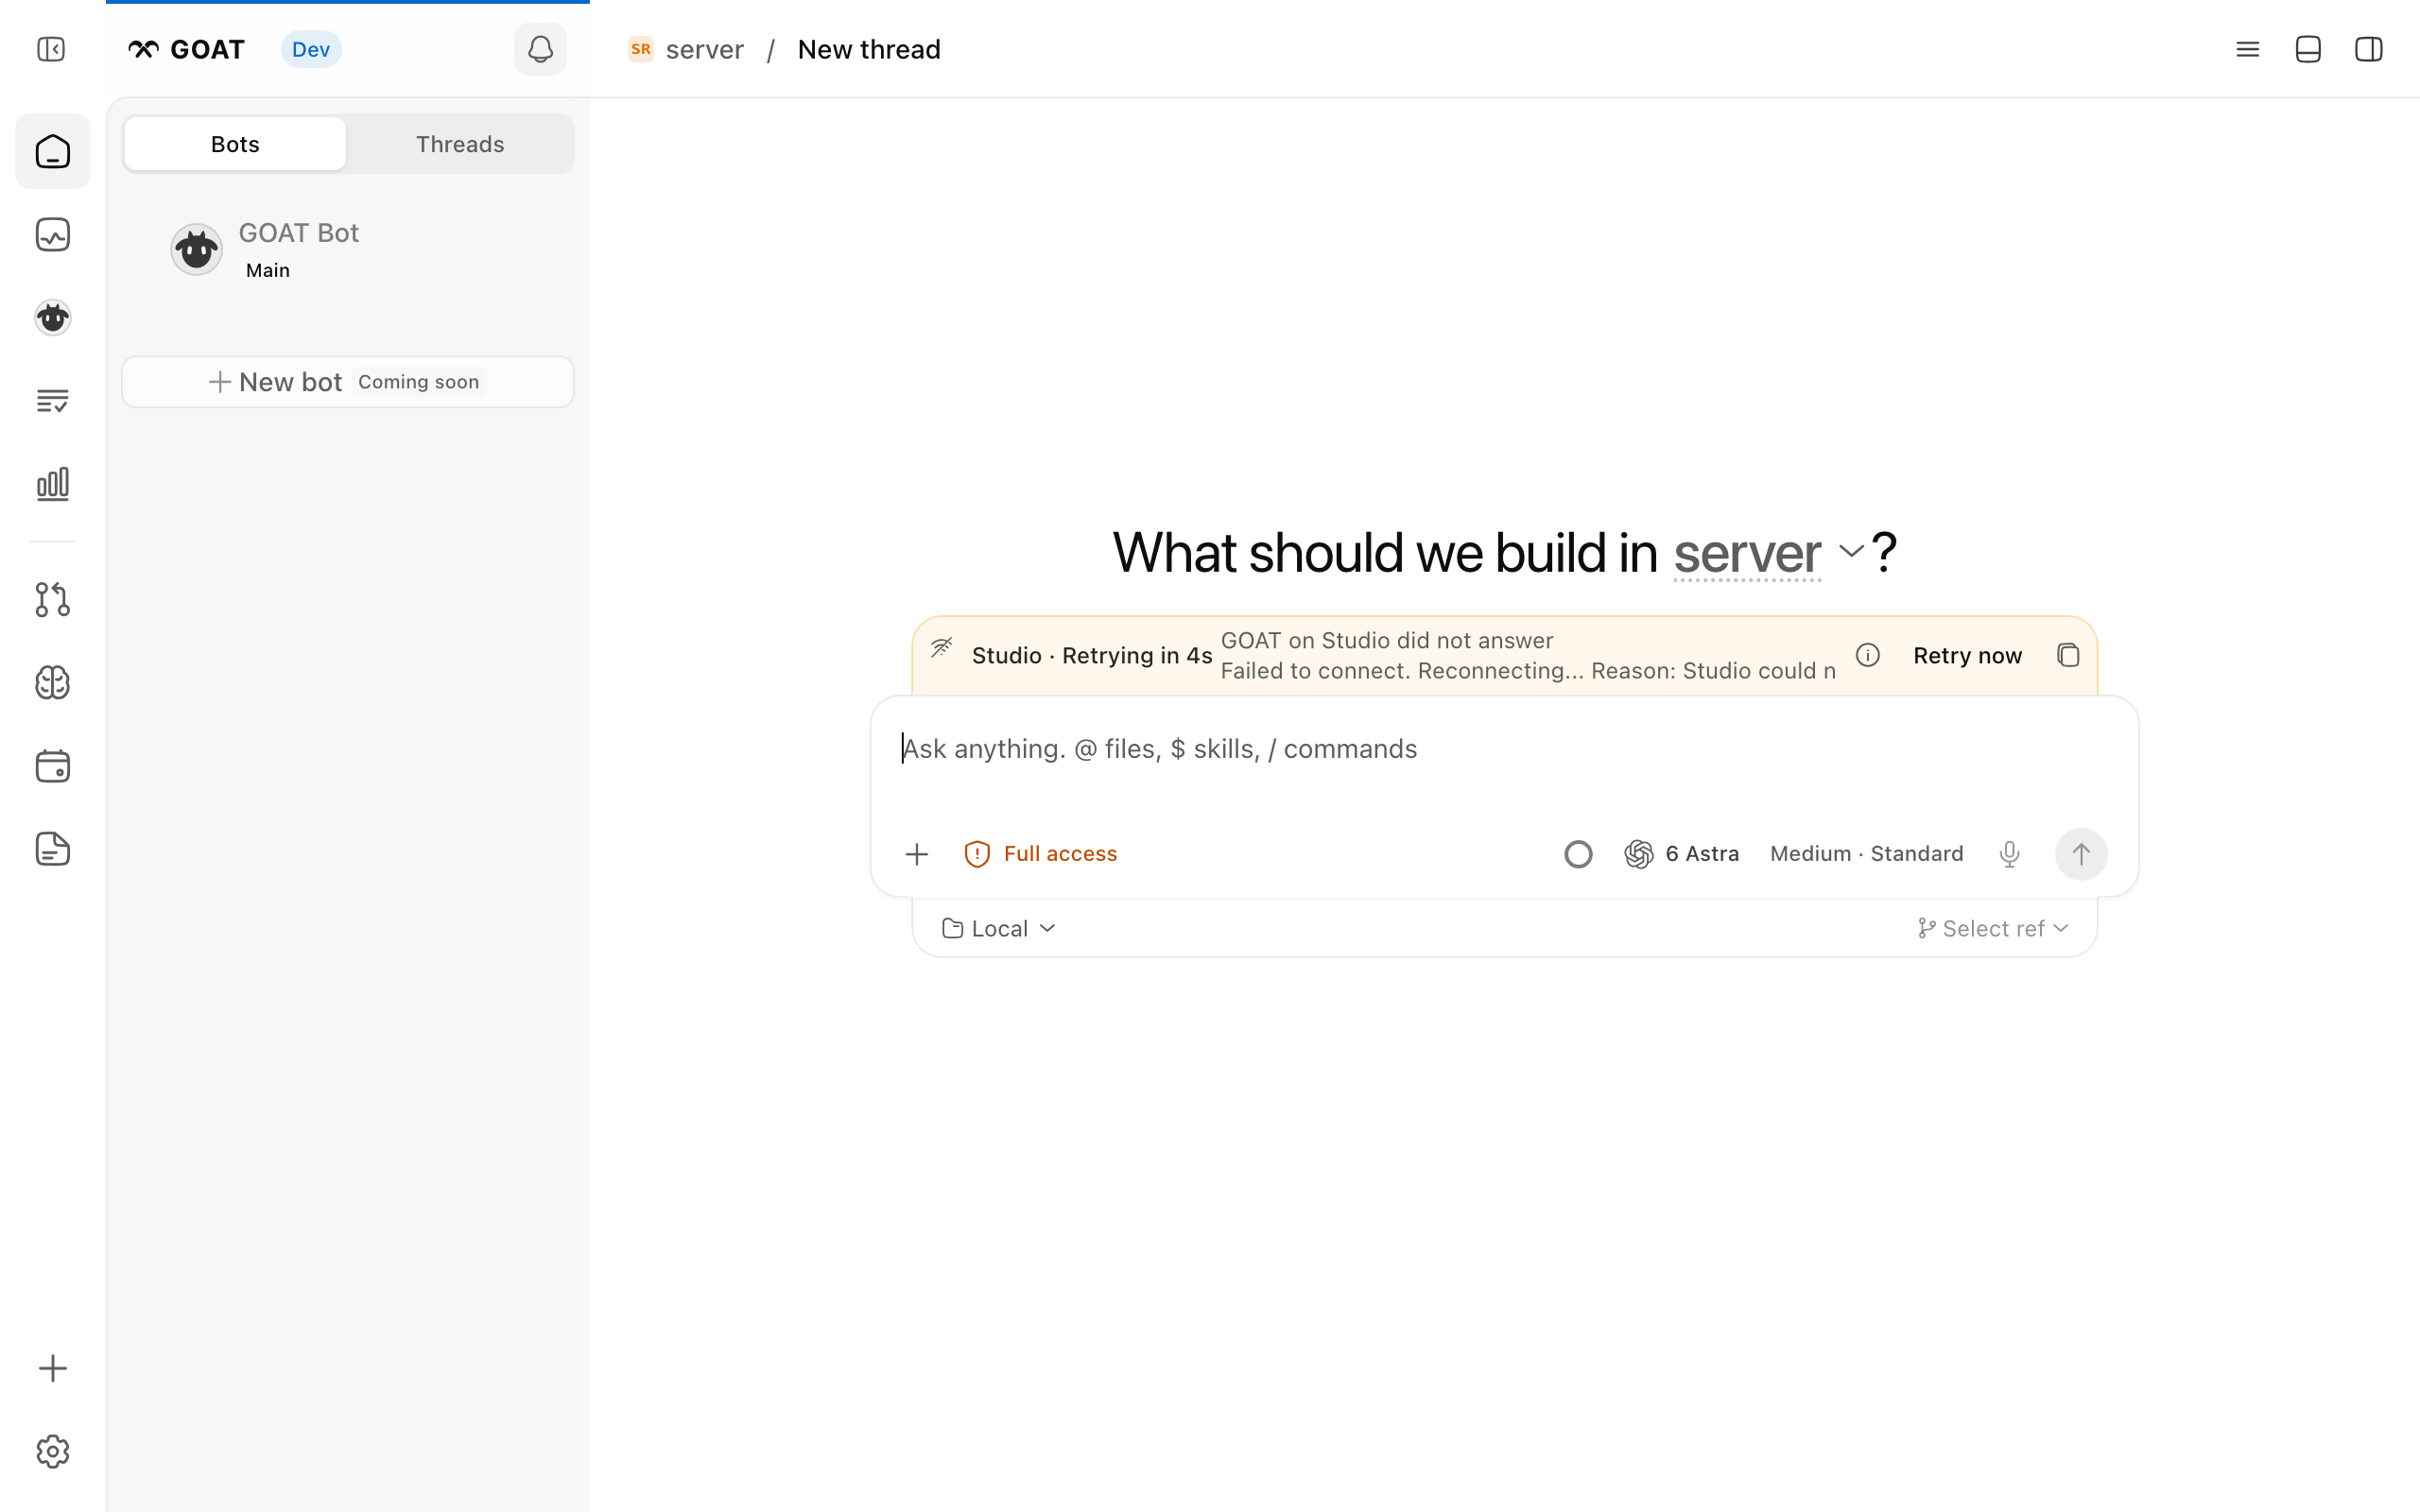 GOAT Dev
SR server / New thread
Bots Threads
GOAT Bot
Main
New bot Coming soon
What should we build in server ?
Studio · Retrying in 4s
GOAT on Studio did not answer
Failed to connect. Reconnecting... Reason: Studio could n
Retry now
Ask anything. @ files, $ skills, / commands
Full access 6 Astra Medium · Standard
Local Select ref